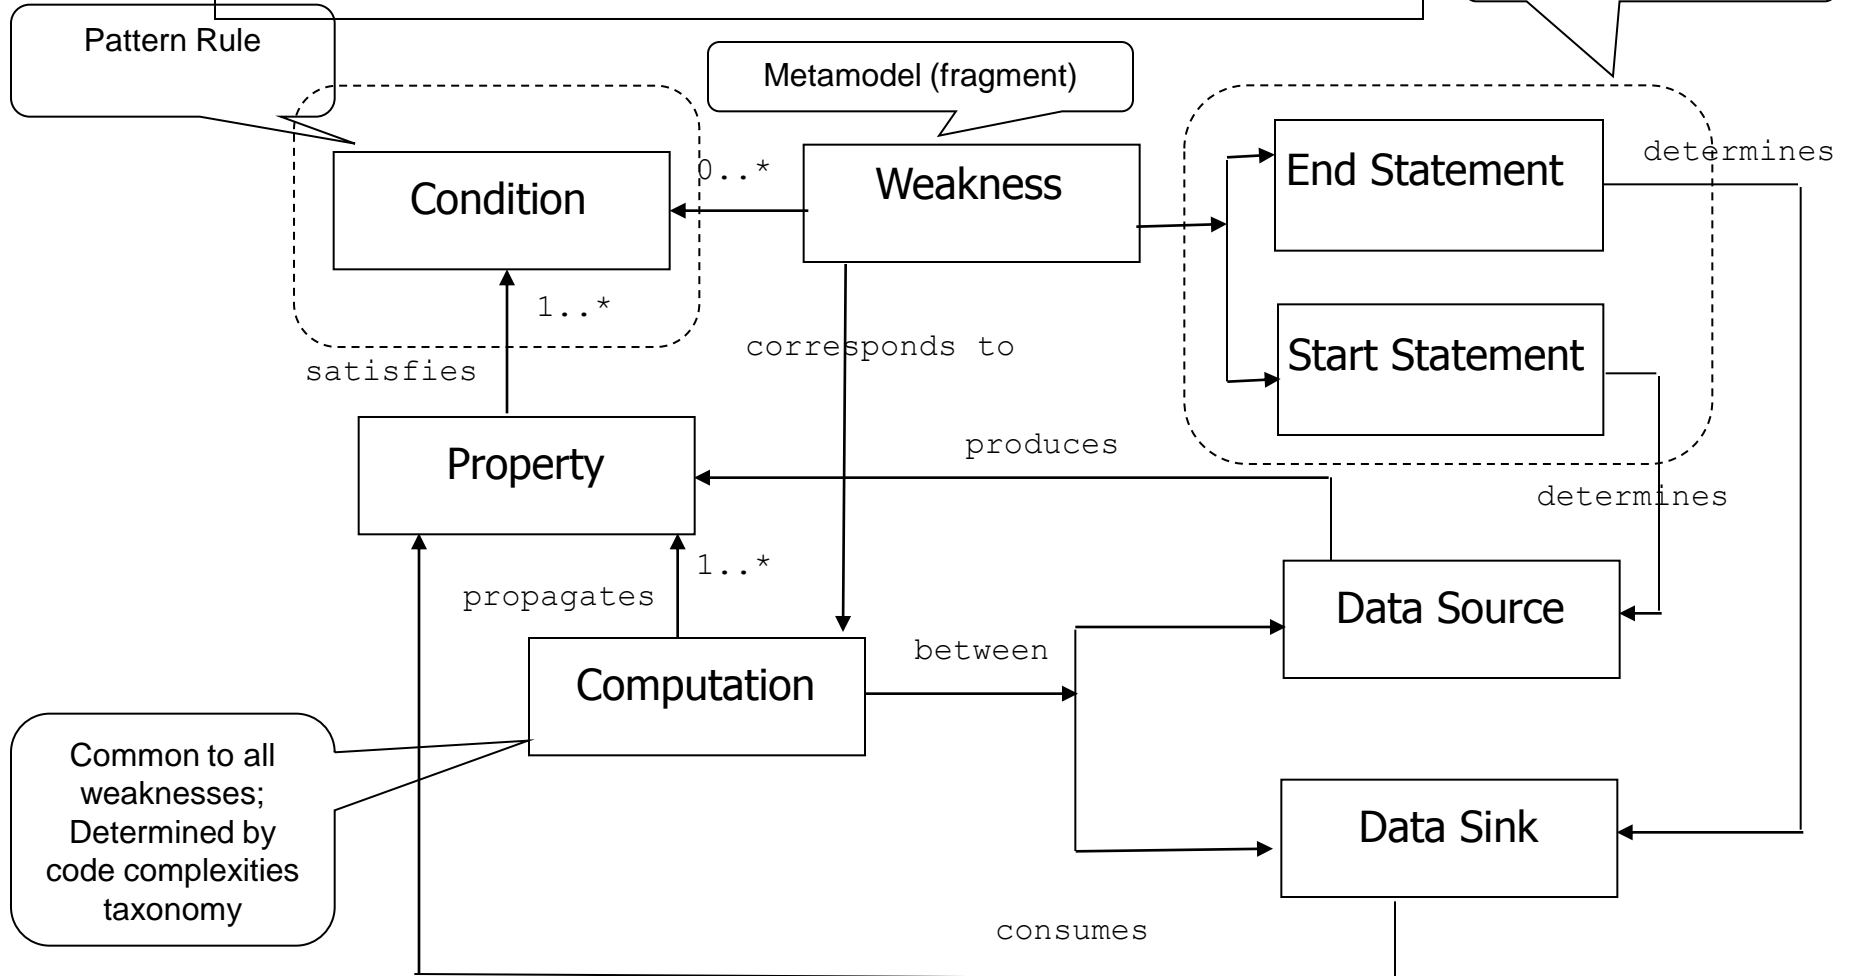 Pattern Rule
Metamodel (fragment)
End Statement
determines
Condition
0..*
Weakness
1..*
Start Statement
corresponds to
satisfies
produces
Property
determines
1..*
propagates
Data Source
between
Computation
Common to all
weaknesses;
Determined by
code complexities
taxonomy
Data Sink
consumes